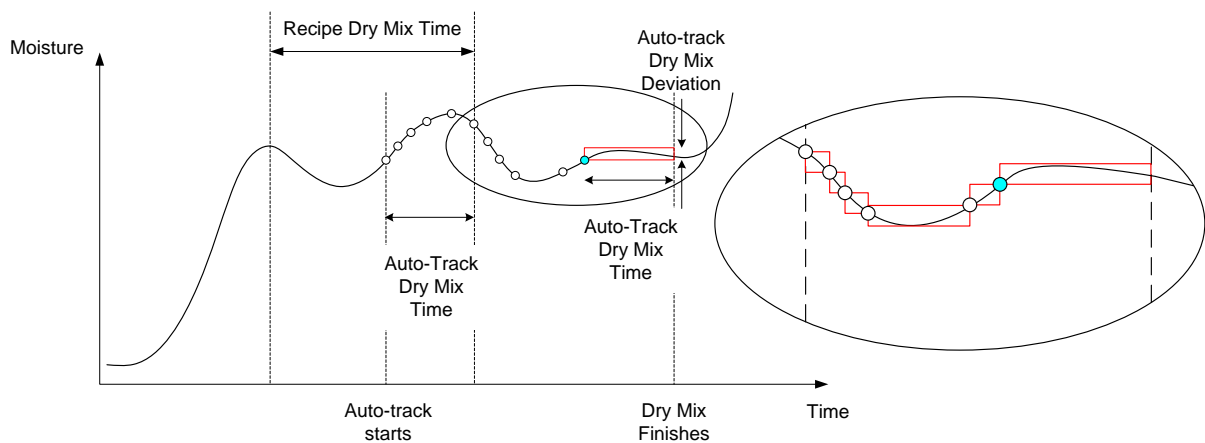 Recipe Dry Mix Time
Moisture
Auto-track
Dry Mix
Deviation
Auto-Track
Dry Mix
Time
Auto-Track
Dry Mix
Time
Auto-track
starts
Dry Mix
Finishes
Time